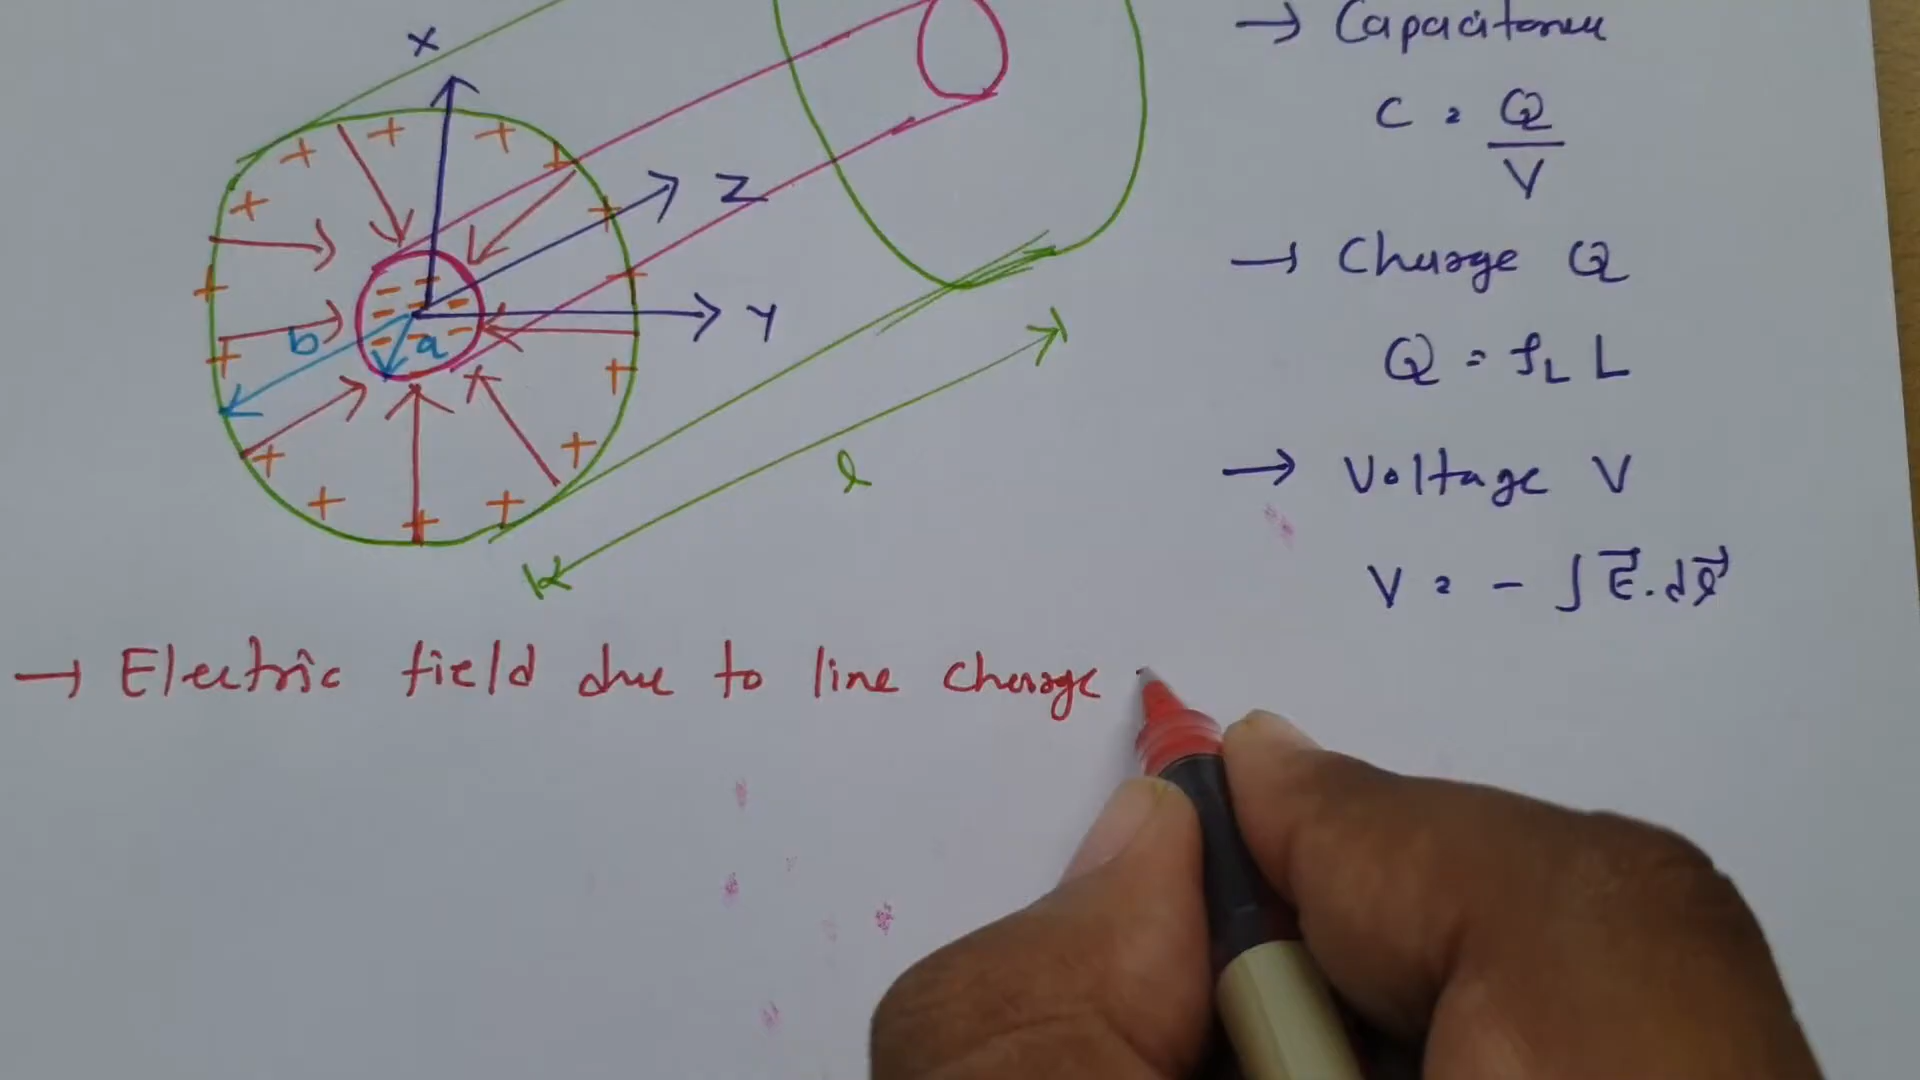 X
Z
Y
b
a
l
→ Capacitance
C = Q
V
→ Charge Q
Q = ρL L
→ Voltage V
V = - ∫ E⃗ . dl⃗
→ Electric field due to line charge